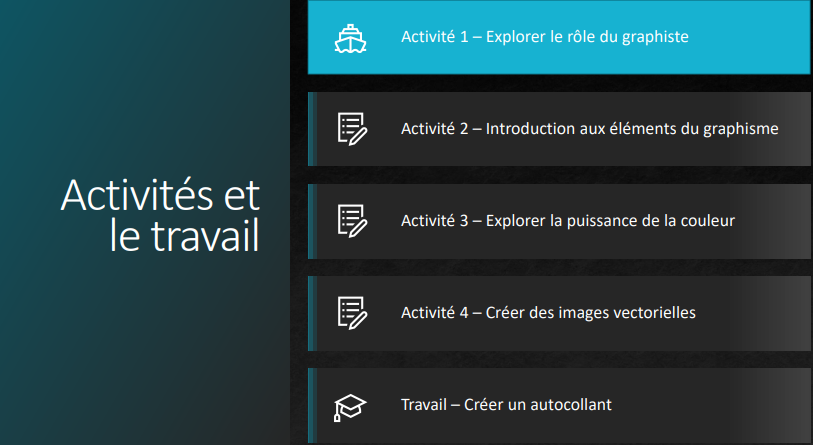 Activités et
le travail
Activité 1 – Explorer le rôle du graphiste
Activité 2 – Introduction aux éléments du graphisme
Activité 3 – Explorer la puissance de la couleur
Activité 4 – Créer des images vectorielles
Travail – Créer un autocollant